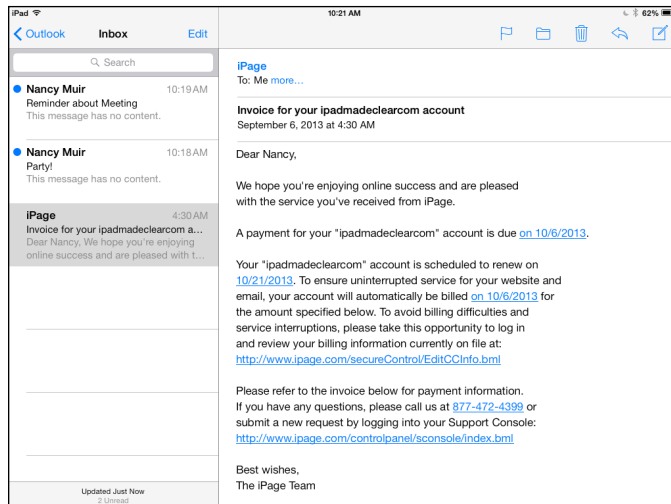 iPad
10:21 AM
62%
Outlook
Inbox
Edit
Search
Nancy Muir 10:19 AM
Reminder about Meeting
This message has no content.
Nancy Muir 10:18 AM
Party!
This message has no content.
iPage 4:30 AM
Invoice for your ipadmadeclearcom a...
Dear Nancy, We hope you're enjoying
online success and are pleased with t...
Updated Just Now
2 Unread
iPage
To: Me more...
Invoice for your ipadmadeclearcom account
September 6, 2013 at 4:30 AM
Dear Nancy,
We hope you're enjoying online success and are pleased
with the service you've received from iPage.
A payment for your "ipadmadeclearcom" account is due on 10/6/2013.
Your "ipadmadeclearcom" account is scheduled to renew on
10/21/2013. To ensure uninterrupted service for your website and
email, your account will automatically be billed on 10/6/2013 for
the amount specified below. To avoid billing difficulties and
service interruptions, please take this opportunity to log in
and review your billing information currently on file at:
http://www.ipage.com/secureControl/EditCCInfo.bml
Please refer to the invoice below for payment information.
If you have any questions, please call us at 877-472-4399 or
submit a new request by logging into your Support Console:
http://www.ipage.com/controlpanel/sconsole/index.bml
Best wishes,
The iPage Team